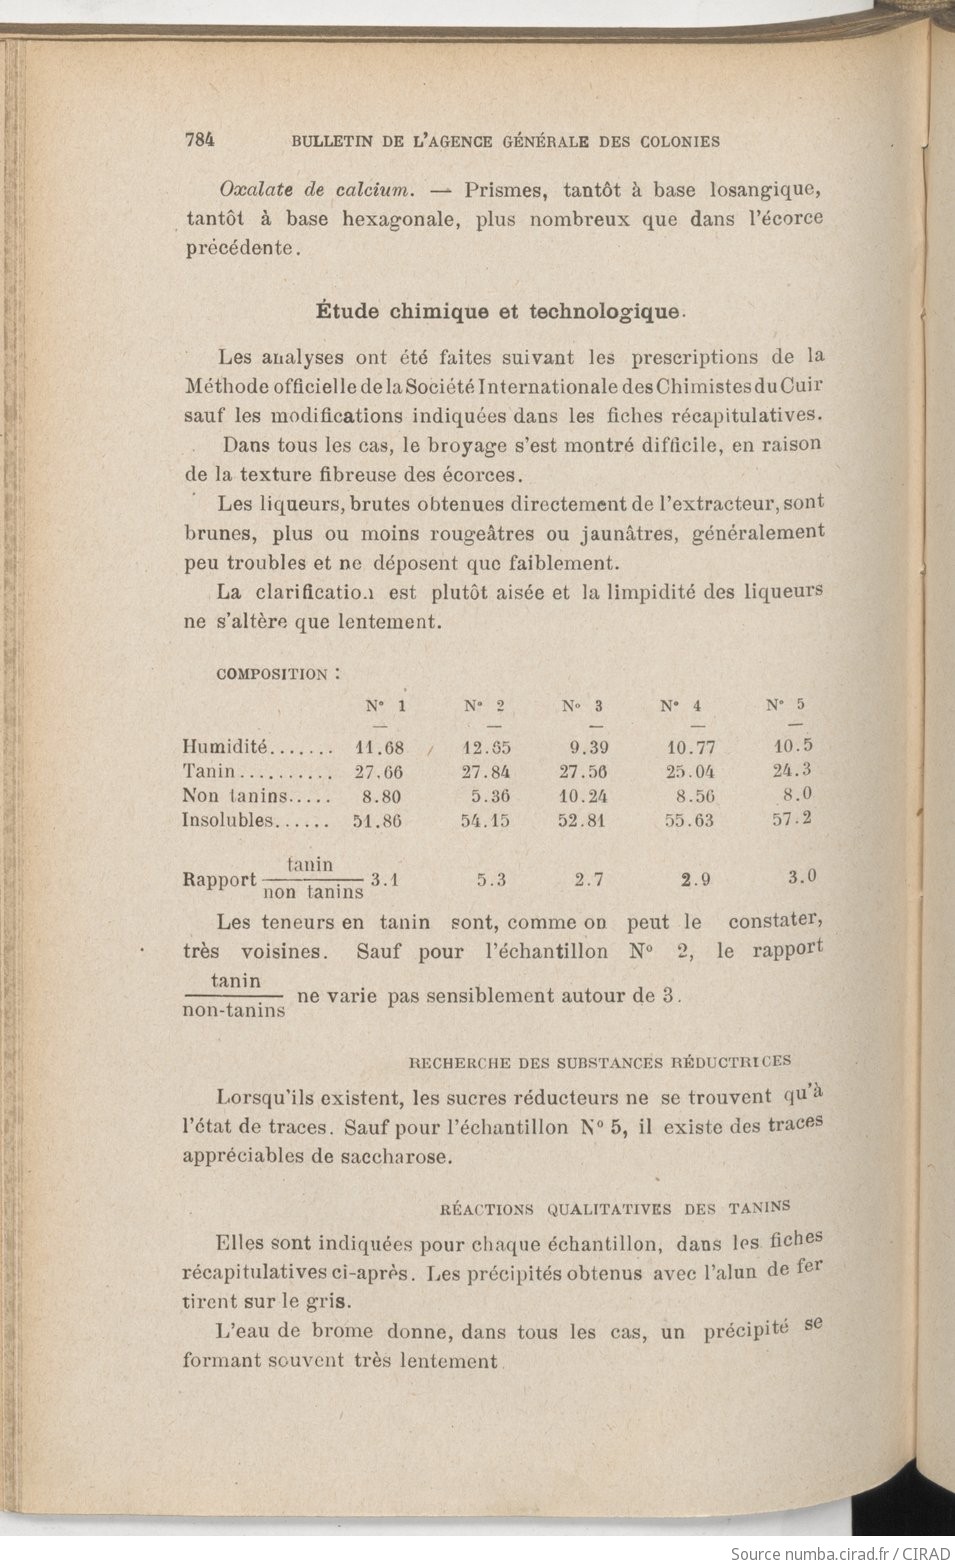 784 BULLETIN DE L'AGENCE GÉNÉRALE DES COLONIES
Oxalate de calcium. — Prismes, tantôt à base losangique,
tantôt à base hexagonale, plus nombreux que dans l'écorce
précédente.
Étude chimique et technologique.
Les analyses ont été faites suivant les prescriptions de la
Méthode officielle de la Société Internationale des Chimistes du Cuir
sauf les modifications indiquées dans les fiches récapitulatives.
Dans tous les cas, le broyage s'est montré difficile, en raison
de la texture fibreuse des écorces.
Les liqueurs, brutes obtenues directement de l'extracteur, sont
brunes, plus ou moins rougeâtres ou jaunâtres, généralement
peu troubles et ne déposent que faiblement.
La clarification est plutôt aisée et la limpidité des liqueurs
ne s'altère que lentement.
COMPOSITION :
N° 1 N° 2 N° 3 N° 4 N° 5
— — — — —
Humidité....... 11.68 12.65 9.39 10.77 10.5
Tanin.......... 27.66 27.84 27.56 25.04 24.3
Non tanins..... 8.80 5.36 10.24 8.56 8.0
Insolubles...... 51.86 54.15 52.81 55.63 57.2
tanin
Rapport 3.1 5.3 2.7 2.9 3.0
non tanins
Les teneurs en tanin sont, comme on peut le constater,
très voisines. Sauf pour l'échantillon N° 2, le rapport
tanin
ne varie pas sensiblement autour de 3.
non-tanins
RECHERCHE DES SUBSTANCES RÉDUCTRICES
Lorsqu'ils existent, les sucres réducteurs ne se trouvent qu'à
l'état de traces. Sauf pour l'échantillon N° 5, il existe des traces
appréciables de saccharose.
RÉACTIONS QUALITATIVES DES TANINS
Elles sont indiquées pour chaque échantillon, dans les fiches
récapitulatives ci-après. Les précipités obtenus avec l'alun de fer
tirent sur le gris.
L'eau de brome donne, dans tous les cas, un précipité se
formant souvent très lentement
Source numba.cirad.fr / CIRAD